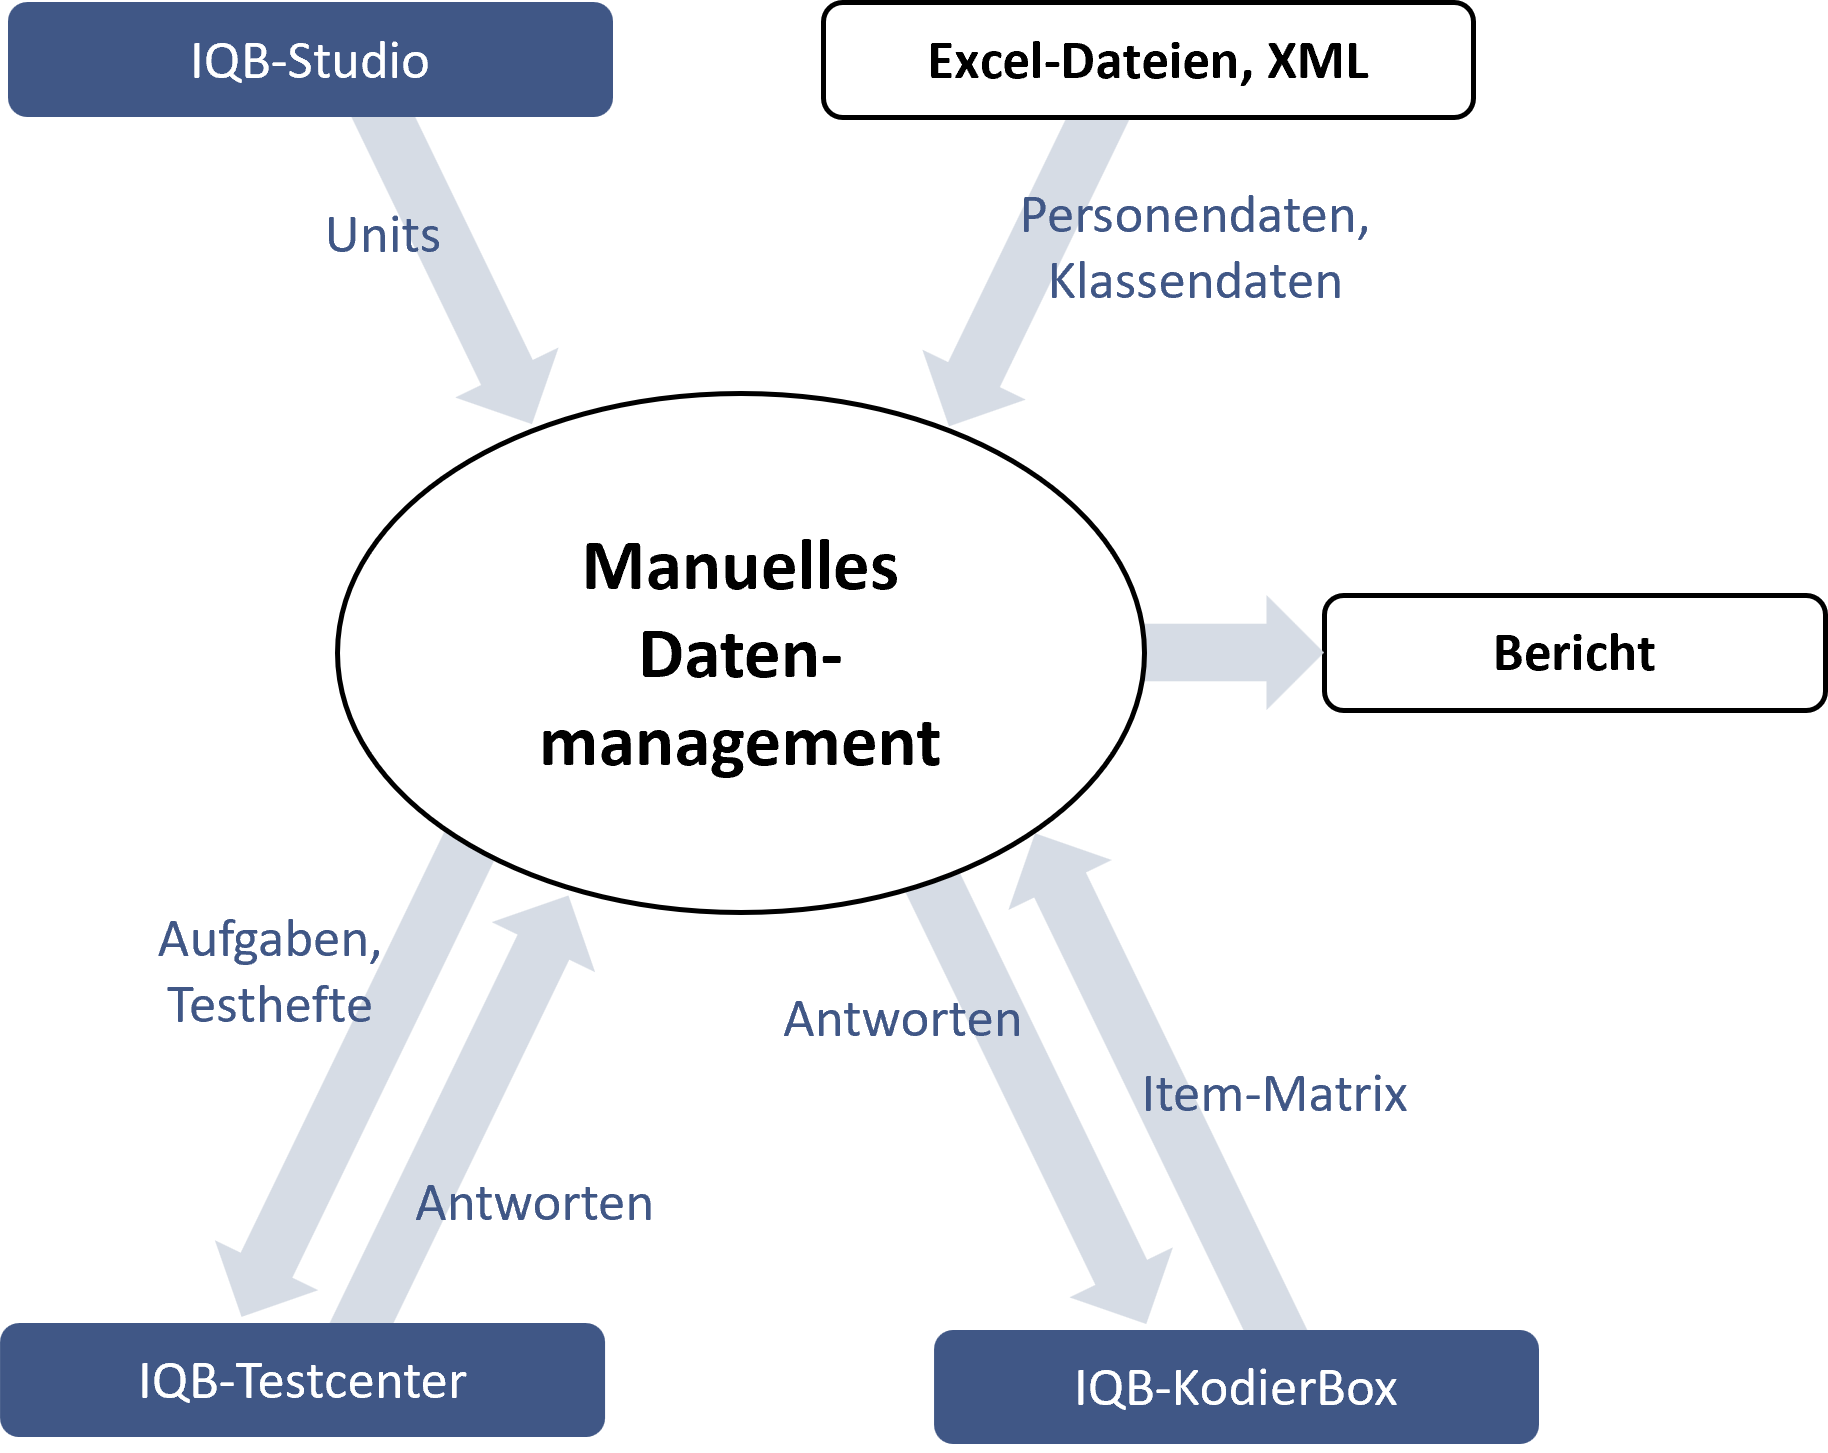 IQB-Studio
Excel-Dateien, XML
Units
Personendaten,
Klassendaten
Manuelles
Daten-
management
Bericht
Aufgaben,
Testhefte
Antworten
Antworten
Item-Matrix
IQB-Testcenter
IQB-KodierBox